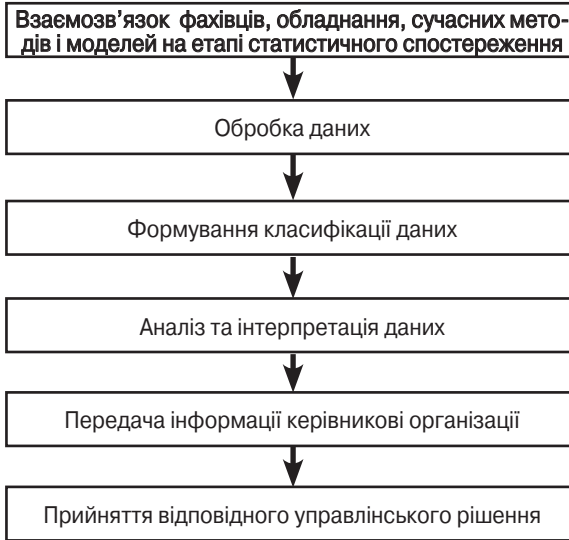 Взаємозв’язок фахівців, обладнання, сучасних мето-
дів і моделей на етапі статистичного спостереження
Обробка даних
Формування класифікації даних
Аналіз та інтерпретація даних
Передача інформації керівникові організації
Прийняття відповідного управлінського рішення